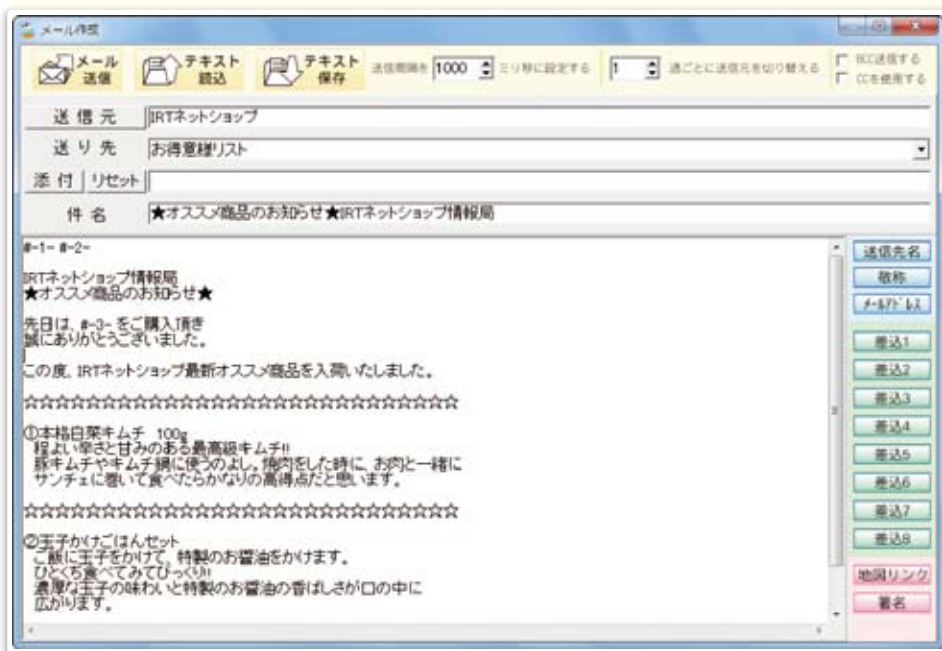 メール作成
メール送信 テキスト読込 テキスト保存 送信間隔を 1000 ミリ秒に設定する 1 通ごとに送信元を切り替える BCC送信する
CCを使用する
送信元 IRTネットショップ
送り先 お得意様リスト
添付 リセット
件名 ★オススメ商品のお知らせ★IRTネットショップ情報局
#-1- #-2-
IRTネットショップ情報局
★オススメ商品のお知らせ★
先日は、#-3- をご購入頂き
誠にありがとうございました。
この度、IRTネットショップ最新オススメ商品を入荷いたしました。
☆☆☆☆☆☆☆☆☆☆☆☆☆☆☆☆☆☆☆☆☆☆☆☆☆☆☆☆
①本格白菜キムチ 100g
程よい辛さと甘みのある最高級キムチ!!
豚キムチやキムチ鍋に使うのよし。焼肉をした時に、お肉と一緒に
サンチェに巻いて食べたらかなりの高得点だと思います。
☆☆☆☆☆☆☆☆☆☆☆☆☆☆☆☆☆☆☆☆☆☆☆☆☆☆☆☆
②玉子かけごはんセット
ご飯に玉子をかけて、特製のお醤油をかけます。
ひとくち食べてみてびっくり!!
濃厚な玉子の味わいと特製のお醤油の香ばしさが口の中に
広がります。
送信先名
敬称
メールアドレス
差込1
差込2
差込3
差込4
差込5
差込6
差込7
差込8
地図リンク
署名